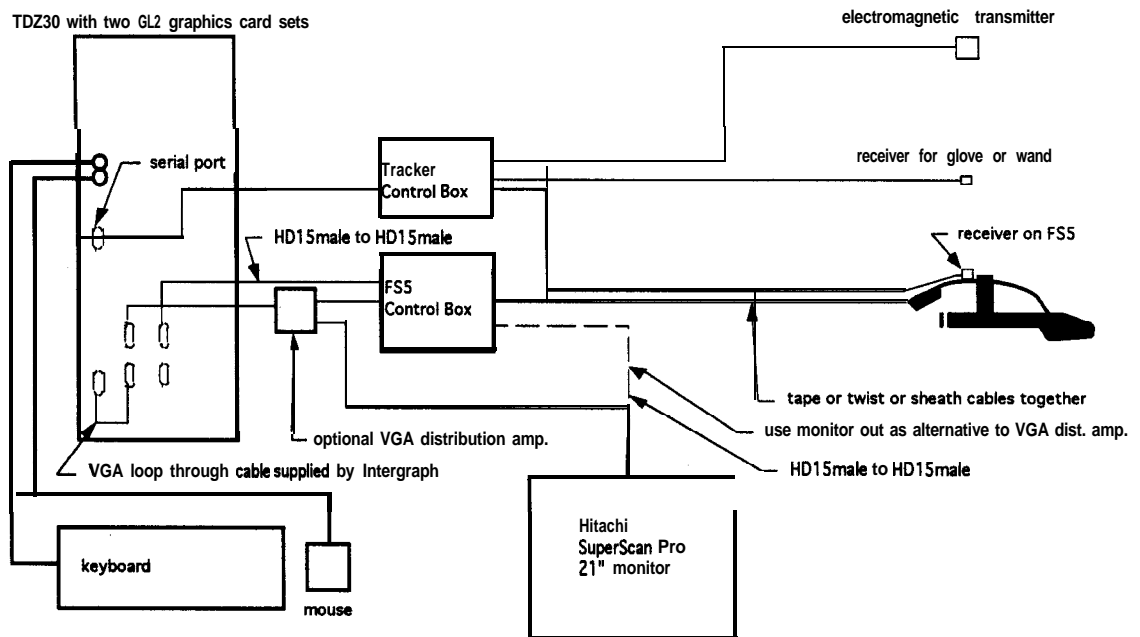 TDZ30 with two GL2 graphics card sets
electromagnetic transmitter
serial port
Tracker
Control Box
receiver for glove or wand
HD15male to HD15male
receiver on FS5
FS5
Control Box
tape or twist or sheath cables together
optional VGA distribution amp.
use monitor out as alternative to VGA dist. amp.
VGA loop through cable supplied by Intergraph
HD15male to HD15male
Hitachi
SuperScan Pro
21" monitor
keyboard
mouse